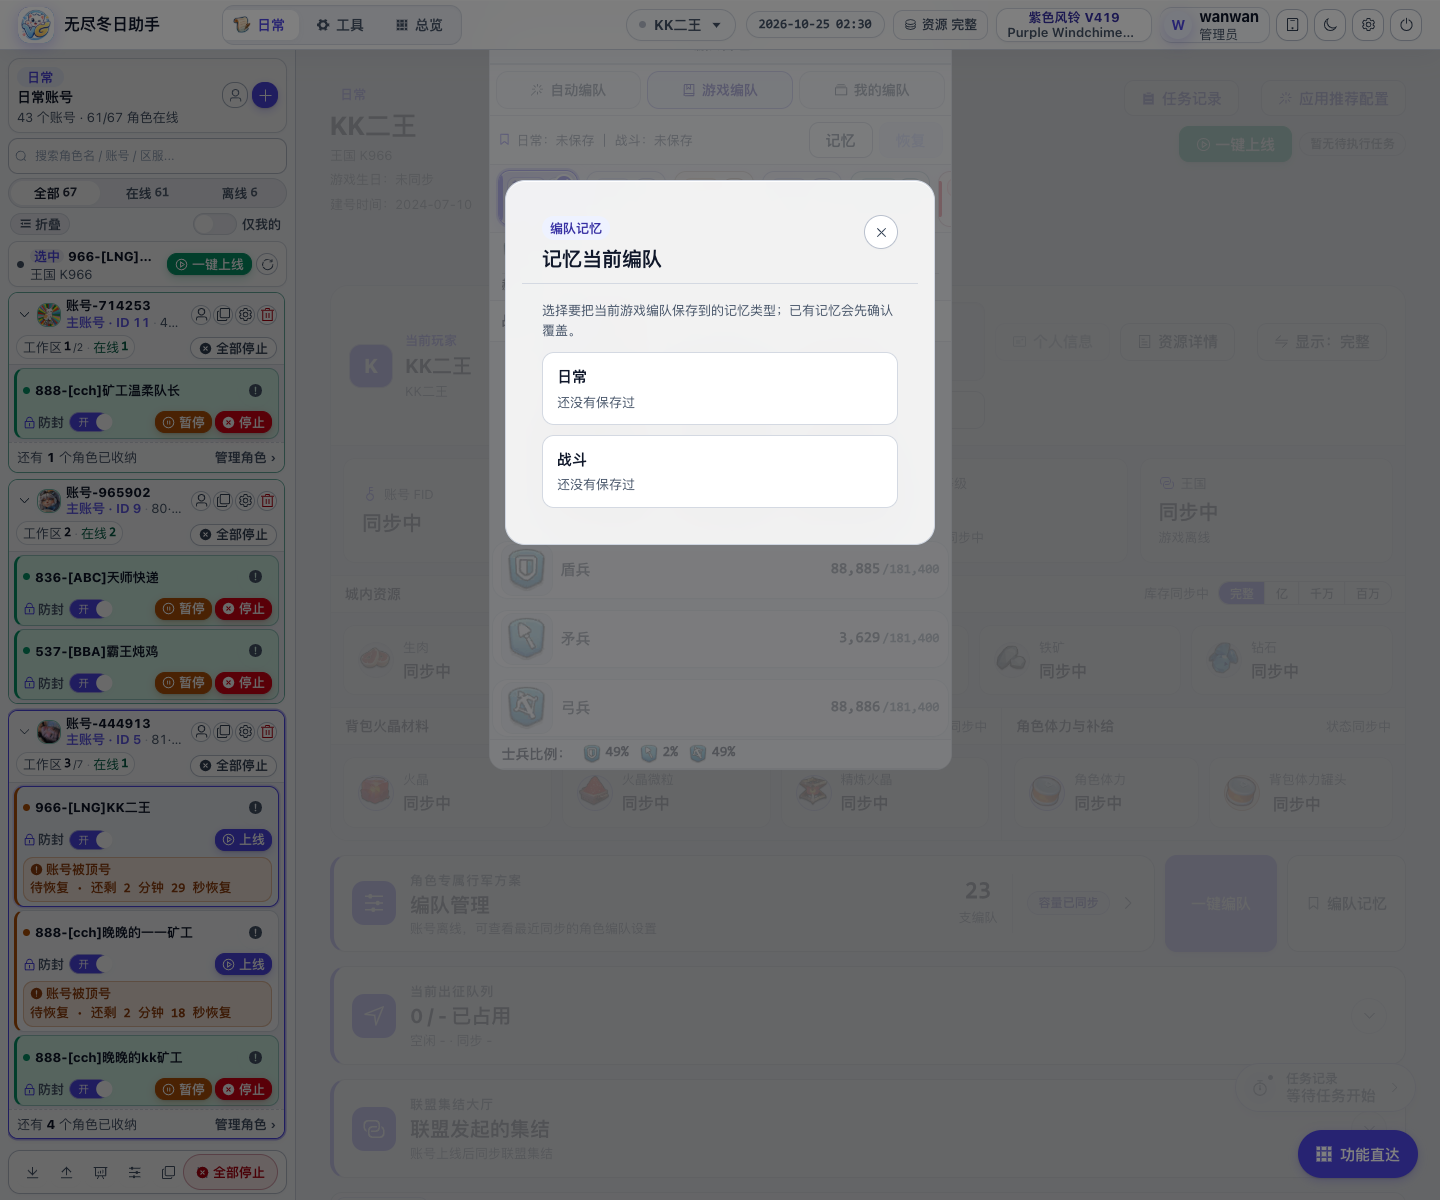 无尽冬日助手
日常
工具
总览
KK二王
2026-10-25 02:30
资源 完整
紫色风铃 V419
Purple Windchime...
W
wanwan
管理员
日常
日常账号
43 个账号 · 61/67 角色在线
搜索角色名 / 账号 / 区服...
全部 67
在线 61
离线 6
折叠
仅我的
选中 966-[LNG]...
王国 K966
一键上线
账号-714253
主账号 · ID 11 · 4...
工作区 1/2 · 在线 1
全部停止
888-[cch]矿工温柔队长
防封
开
暂停
停止
还有 1 个角色已收纳
管理角色 ›
账号-965902
主账号 · ID 9 · 80-...
工作区 2 · 在线 2
全部停止
836-[ABC]天师快递
防封
开
暂停
停止
537-[BBA]霸王炖鸡
防封
开
暂停
停止
账号-444913
主账号 · ID 5 · 81-...
工作区 3/7 · 在线 1
全部停止
966-[LNG]KK二王
防封
开
上线
账号被顶号
待恢复 · 还剩 2 分钟 29 秒恢复
888-[cch]晚晚的一一矿工
防封
开
上线
账号被顶号
待恢复 · 还剩 2 分钟 18 秒恢复
888-[cch]晚晚的kk矿工
防封
开
暂停
停止
还有 4 个角色已收纳
管理角色 ›
全部停止
日常
KK二王
王国 K966
游戏生日：未同步
建号时间：2024-07-10
任务记录
应用推荐配置
一键上线
暂无待执行任务
自动编队
游戏编队
我的编队
日常：未保存 | 战斗：未保存
记忆
恢复
编队记忆
记忆当前编队
选择要把当前游戏编队保存到的记忆类型；已有记忆会先确认
覆盖。
日常
还没有保存过
战斗
还没有保存过
K
当前玩家
KK二王
KK二王
个人信息
资源详情
显示：完整
账号 FID
同步中
级
同步中
王国
同步中
游戏离线
盾兵
88,885/181,400
矛兵
3,629/181,400
弓兵
88,886/181,400
士兵比例：
49%
2%
49%
城内资源
库存同步中
完整
亿
千万
百万
生肉
同步中
铁矿
同步中
钻石
同步中
背包火晶材料
同步中
角色体力与补给
状态同步中
火晶
同步中
火晶微粒
同步中
精炼火晶
同步中
角色体力
同步中
背包体力罐头
同步中
角色专属行军方案
编队管理
账号离线，可查看最近同步的角色编队设置
23
支编队
容量已同步
一键编队
编队记忆
当前出征队列
0 / - 已占用
空闲 - · 同步 -
联盟集结大厅
联盟发起的集结
账号上线后同步联盟集结
任务记录
等待任务开始
功能直达